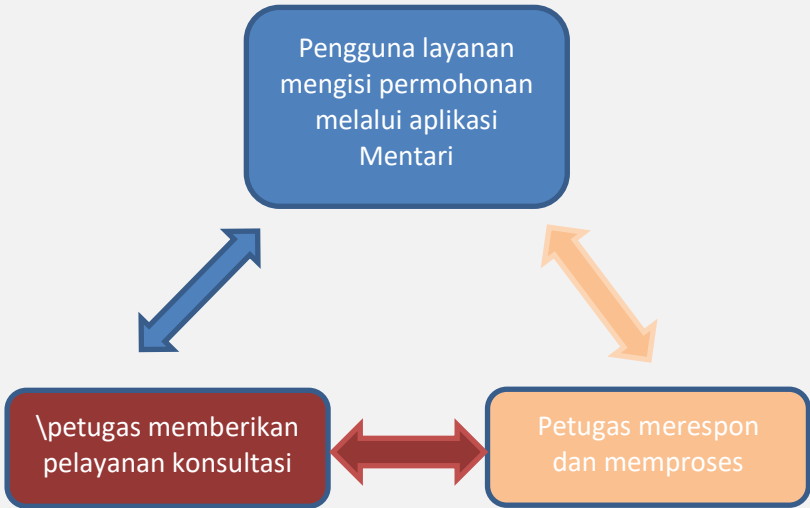 Pengguna layanan
mengisi permohonan
melalui aplikasi
Mentari
\petugas memberikan
pelayanan konsultasi
Petugas merespon
dan memproses